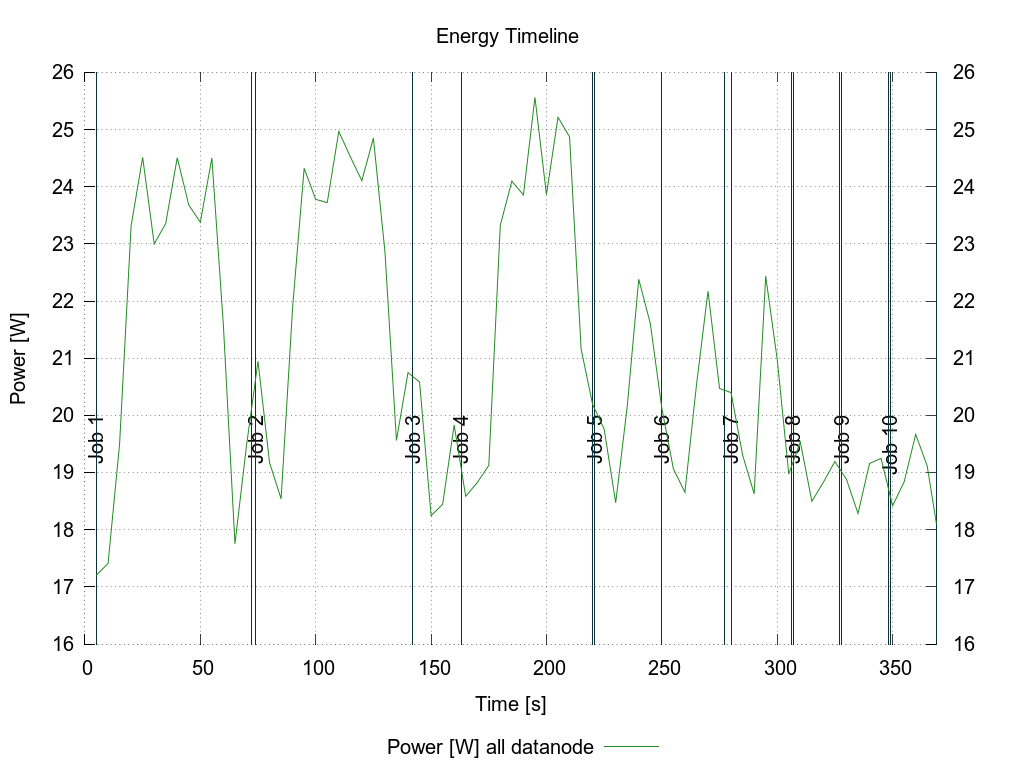 Energy Timeline
26 26
25 25
24 24
23 23
22 22
21 21
20 20
19 19
18 18
17 17
16 16
Power [W]
Job 1 Job 2 Job 3 Job 4 Job 5 Job 6 Job 7 Job 8 Job 9 Job 10
0 50 100 150 200 250 300 350
Time [s]
Power [W] all datanode